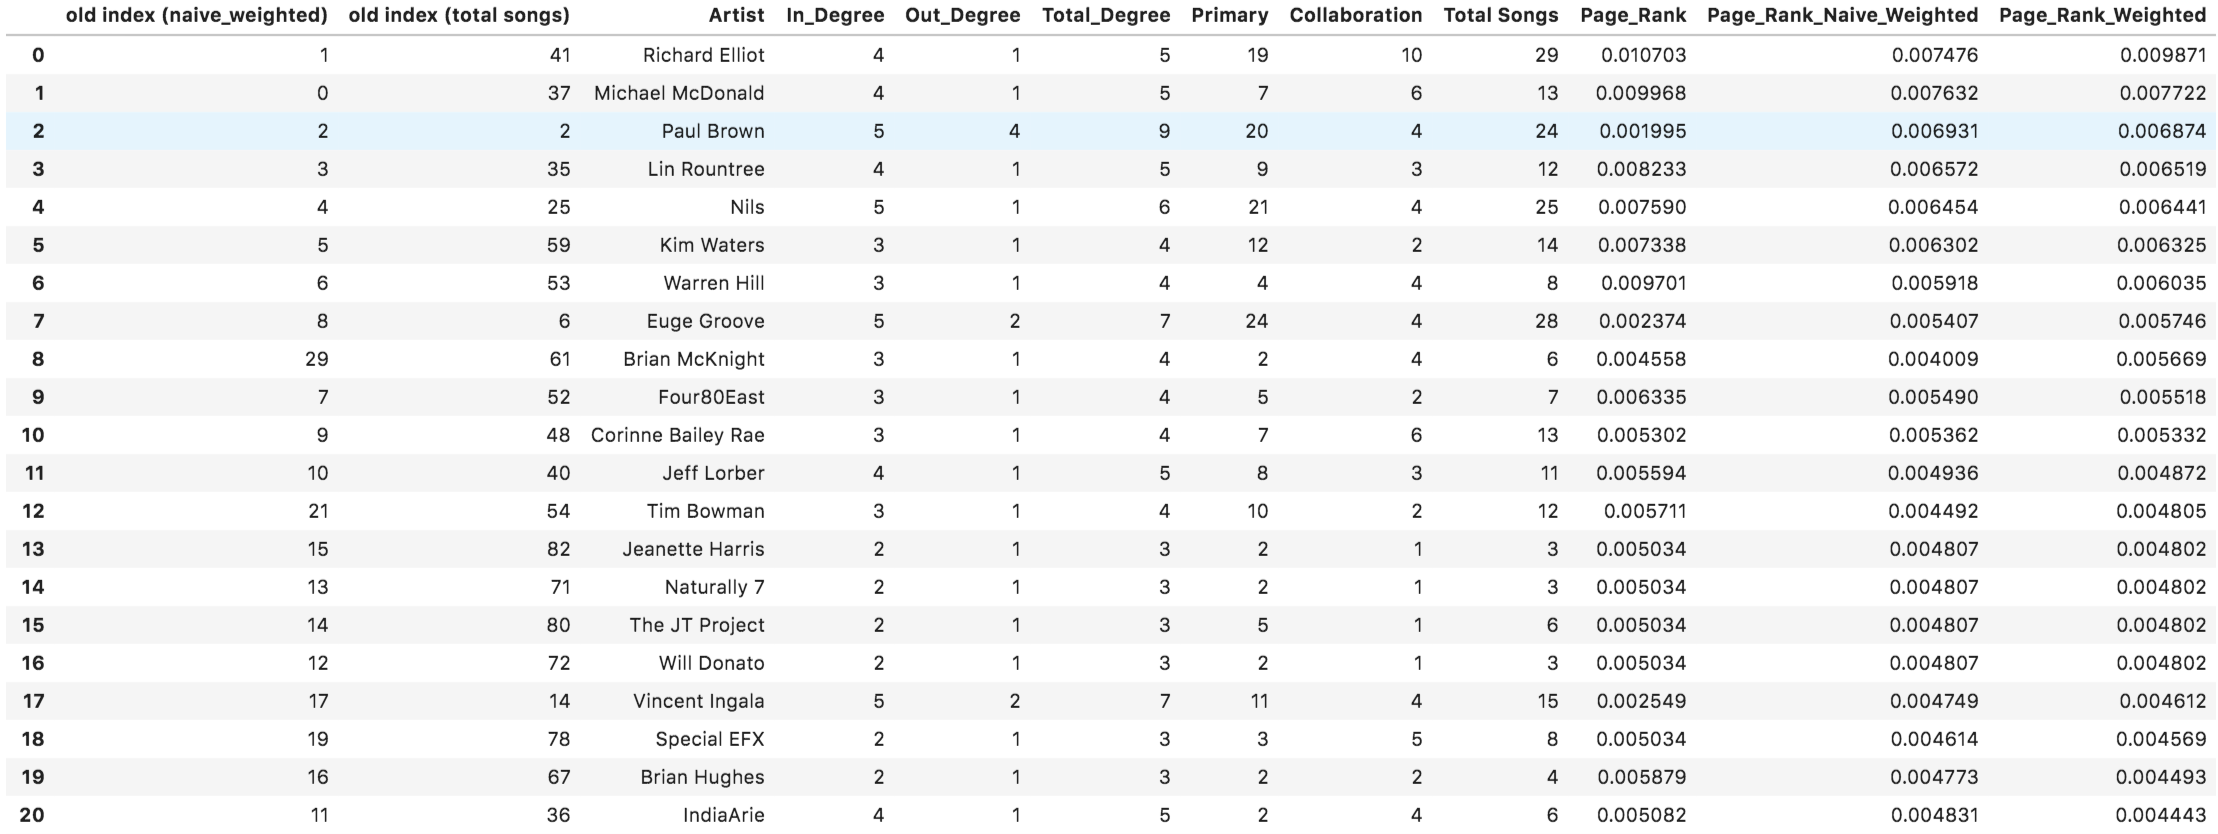 old index (naive_weighted) old index (total songs) Artist In_Degree Out_Degree Total_Degree Primary Collaboration Total Songs Page_Rank Page_Rank_Naive_Weighted Page_Rank_Weighted
0 1 41 Richard Elliot 4 1 5 19 10 29 0.010703 0.007476 0.009871
1 0 37 Michael McDonald 4 1 5 7 6 13 0.009968 0.007632 0.007722
2 2 2 Paul Brown 5 4 9 20 4 24 0.001995 0.006931 0.006874
3 3 35 Lin Rountree 4 1 5 9 3 12 0.008233 0.006572 0.006519
4 4 25 Nils 5 1 6 21 4 25 0.007590 0.006454 0.006441
5 5 59 Kim Waters 3 1 4 12 2 14 0.007338 0.006302 0.006325
6 6 53 Warren Hill 3 1 4 4 4 8 0.009701 0.005918 0.006035
7 8 6 Euge Groove 5 2 7 24 4 28 0.002374 0.005407 0.005746
8 29 61 Brian McKnight 3 1 4 2 4 6 0.004558 0.004009 0.005669
9 7 52 Four80East 3 1 4 5 2 7 0.006335 0.005490 0.005518
10 9 48 Corinne Bailey Rae 3 1 4 7 6 13 0.005302 0.005362 0.005332
11 10 40 Jeff Lorber 4 1 5 8 3 11 0.005594 0.004936 0.004872
12 21 54 Tim Bowman 3 1 4 10 2 12 0.005711 0.004492 0.004805
13 15 82 Jeanette Harris 2 1 3 2 1 3 0.005034 0.004807 0.004802
14 13 71 Naturally 7 2 1 3 2 1 3 0.005034 0.004807 0.004802
15 14 80 The JT Project 2 1 3 5 1 6 0.005034 0.004807 0.004802
16 12 72 Will Donato 2 1 3 2 1 3 0.005034 0.004807 0.004802
17 17 14 Vincent Ingala 5 2 7 11 4 15 0.002549 0.004749 0.004612
18 19 78 Special EFX 2 1 3 3 5 8 0.005034 0.004614 0.004569
19 16 67 Brian Hughes 2 1 3 2 2 4 0.005879 0.004773 0.004493
20 11 36 IndiaArie 4 1 5 2 4 6 0.005082 0.004831 0.004443